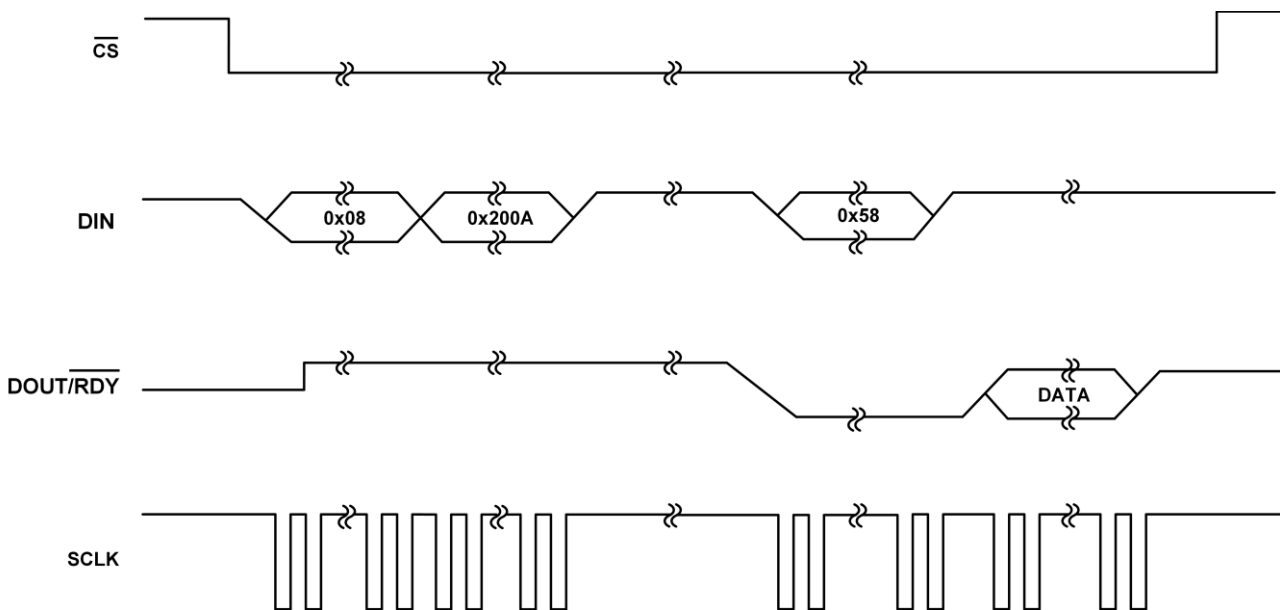 CS
DIN
0x08
0x200A
0x58
DOUT/RDY
DATA
SCLK